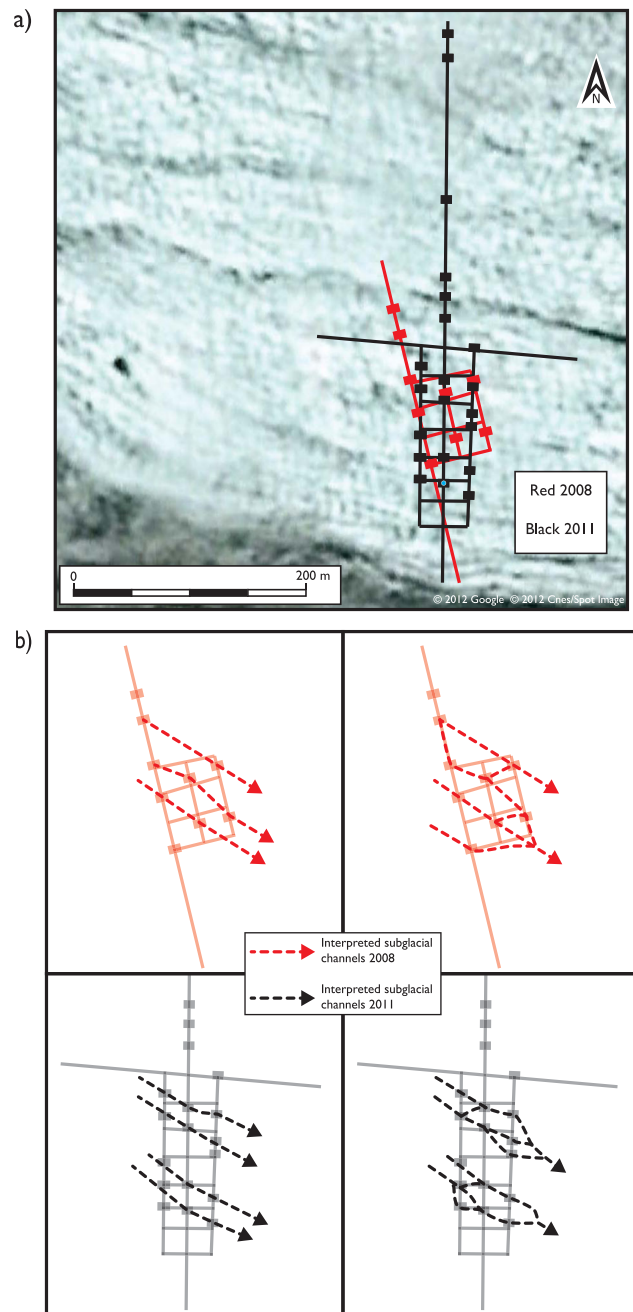 a)
N
Red 2008
Black 2011
0
200 m
© 2012 Google © 2012 Cnes/Spot Image
b)
Interpreted subglacial
channels 2008
Interpreted subglacial
channels 2011